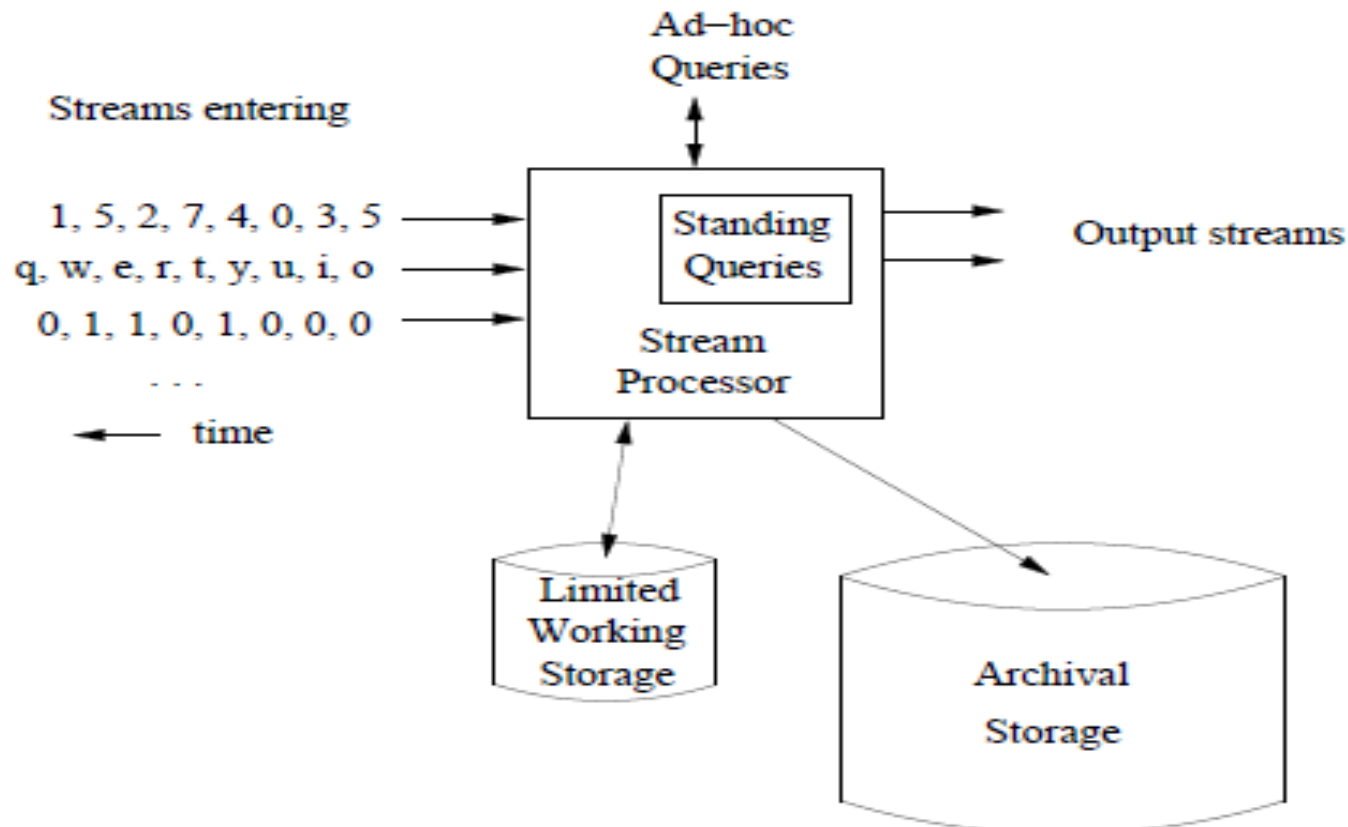 Ad–hoc
Queries
Streams entering
1, 5, 2, 7, 4, 0, 3, 5
q, w, e, r, t, y, u, i, o
0, 1, 1, 0, 1, 0, 0, 0
. . .
time
Standing
Queries
Stream
Processor
Output streams
Limited
Working
Storage
Archival
Storage